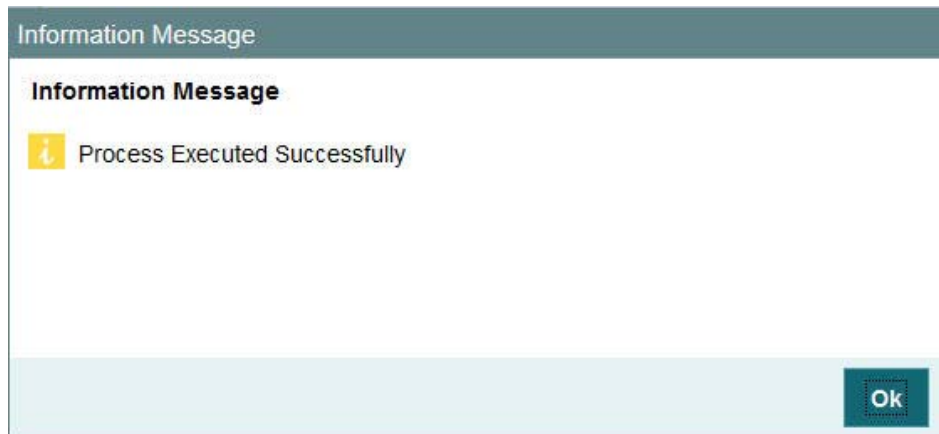 Information Message
Information Message
i Process Executed Successfully
Ok